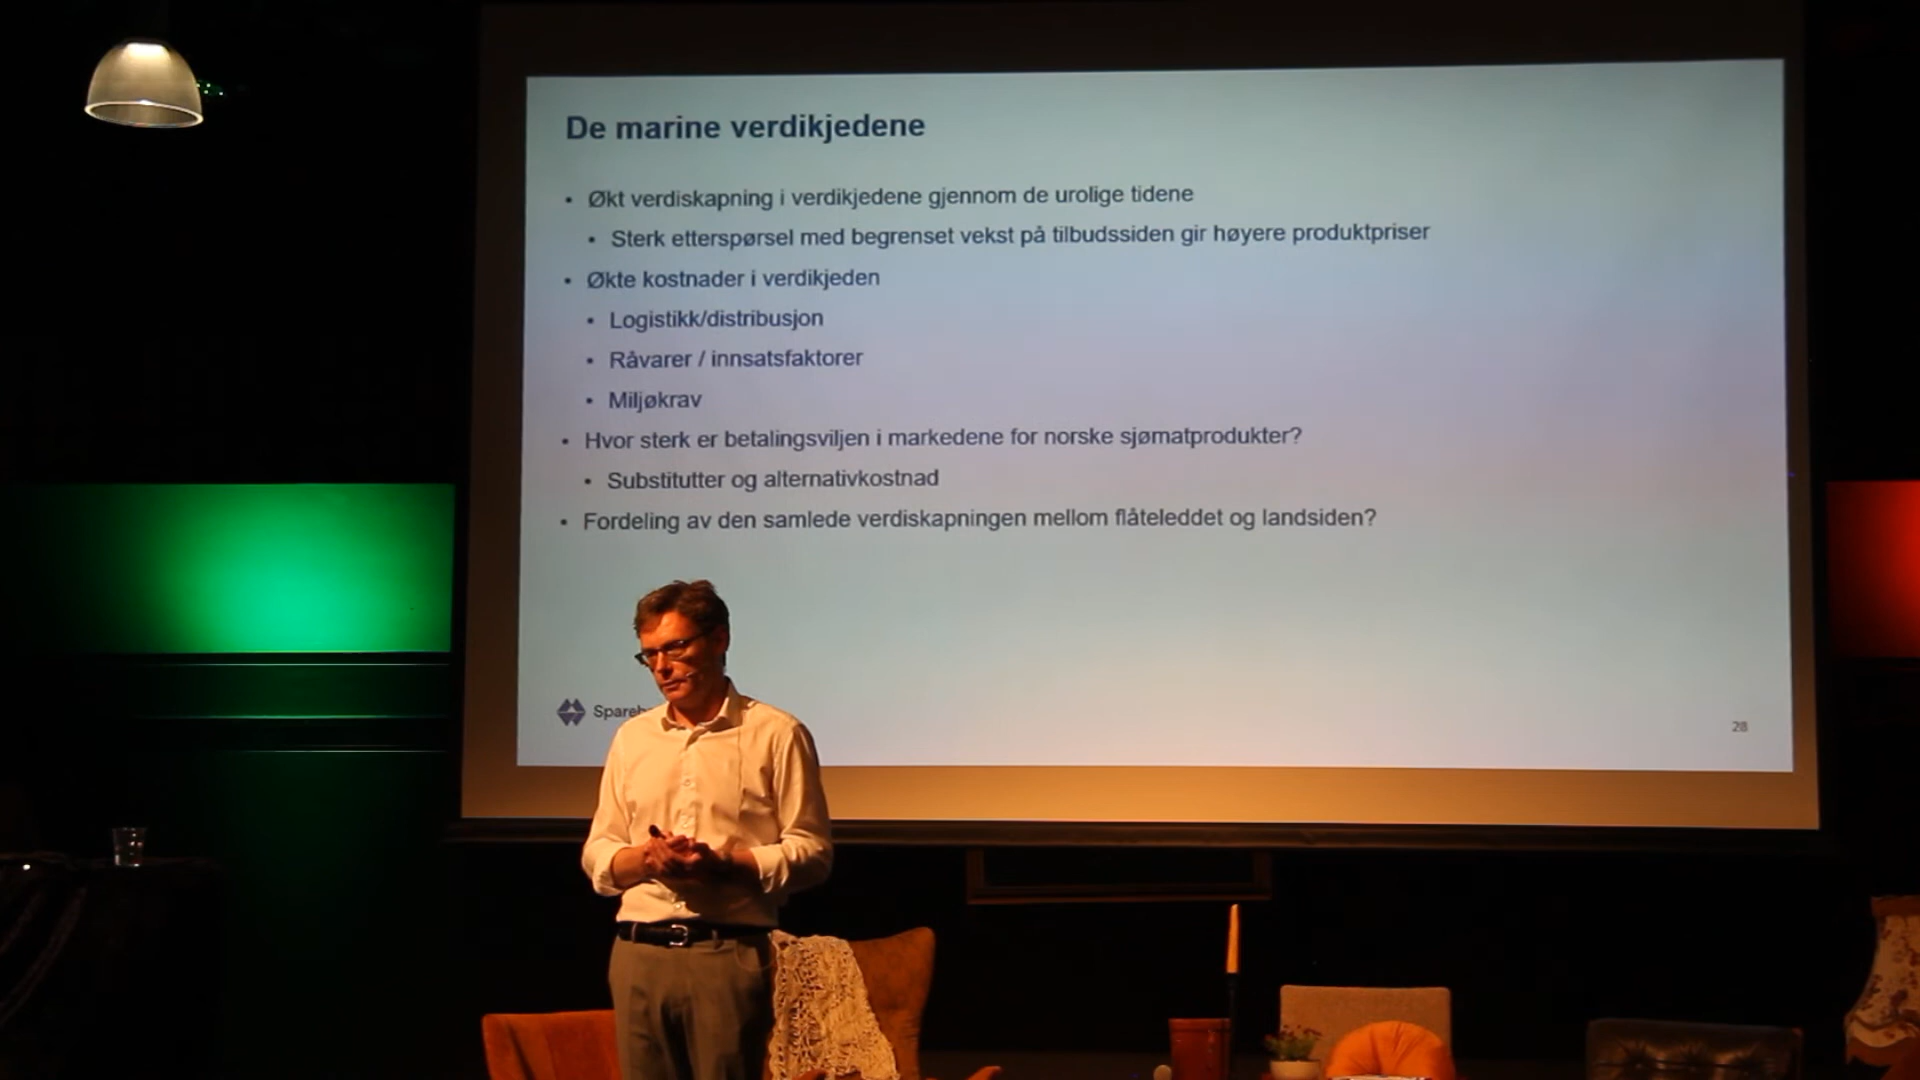 De marine verdikjedene
• Økt verdiskapning i verdikjedene gjennom de urolige tidene
• Sterk etterspørsel med begrenset vekst på tilbudssiden gir høyere produktpriser
• Økte kostnader i verdikjeden
• Logistikk/distribusjon
• Råvarer / innsatsfaktorer
• Miljøkrav
• Hvor sterk er betalingsviljen i markedene for norske sjømatprodukter?
• Substitutter og alternativkostnad
• Fordeling av den samlede verdiskapningen mellom flåteleddet og landsiden?
28